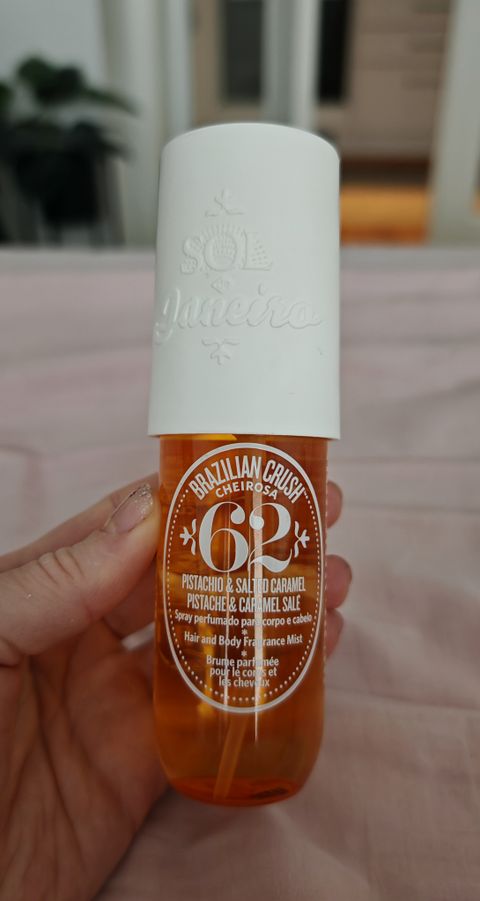 SOL
de
Janeiro
BRAZILIAN CRUSH
CHEIROSA
62
PISTACHIO & SALTED CARAMEL
PISTACHE & CARAMEL SALÉ
Spray perfumado para corpo e cabelo
Hair and Body Fragrance Mist
Brume parfumée
pour le corps et
les cheveux